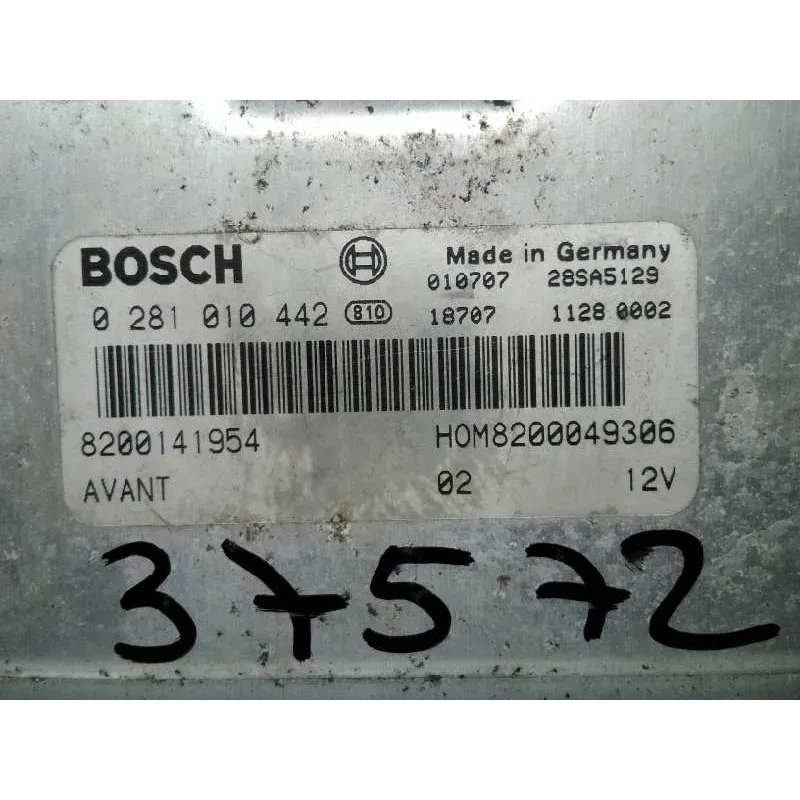 BOSCH Made in Germany
010707 28SA5129
0 281 010 442 810 18707 1128 0002
8200141954 HOM8200049306
AVANT 02 12V
37572